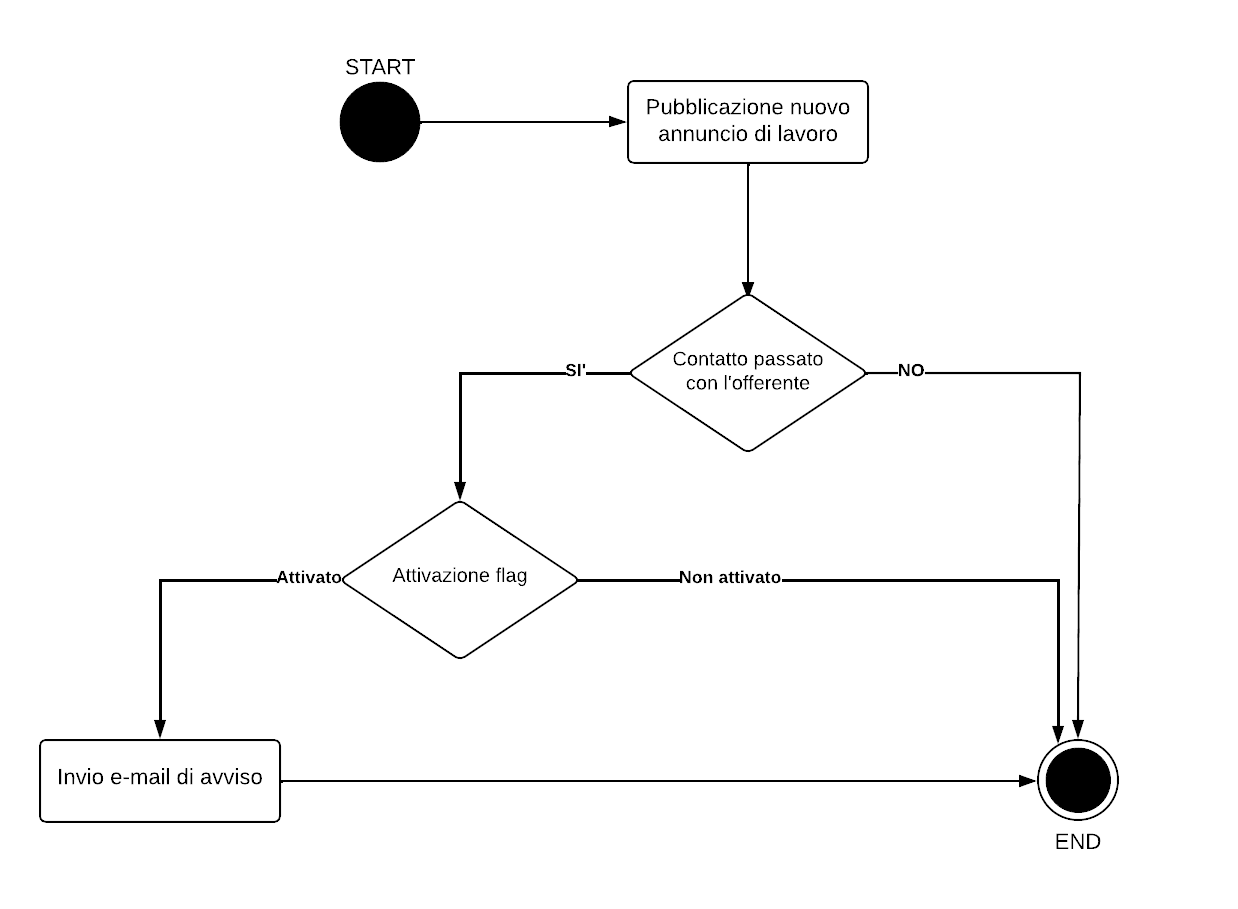 START
Pubblicazione nuovo
annuncio di lavoro
Contatto passato
con l'offerente
SI'
NO
Attivazione flag
Attivato
Non attivato
Invio e-mail di avviso
END